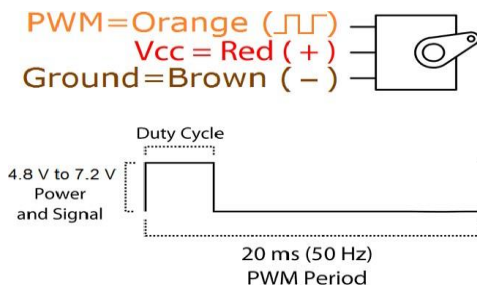 PWM=Orange (⎍⎍)
Vcc = Red ( + )
Ground=Brown ( − )
Duty Cycle
4.8 V to 7.2 V
Power
and Signal
20 ms (50 Hz)
PWM Period